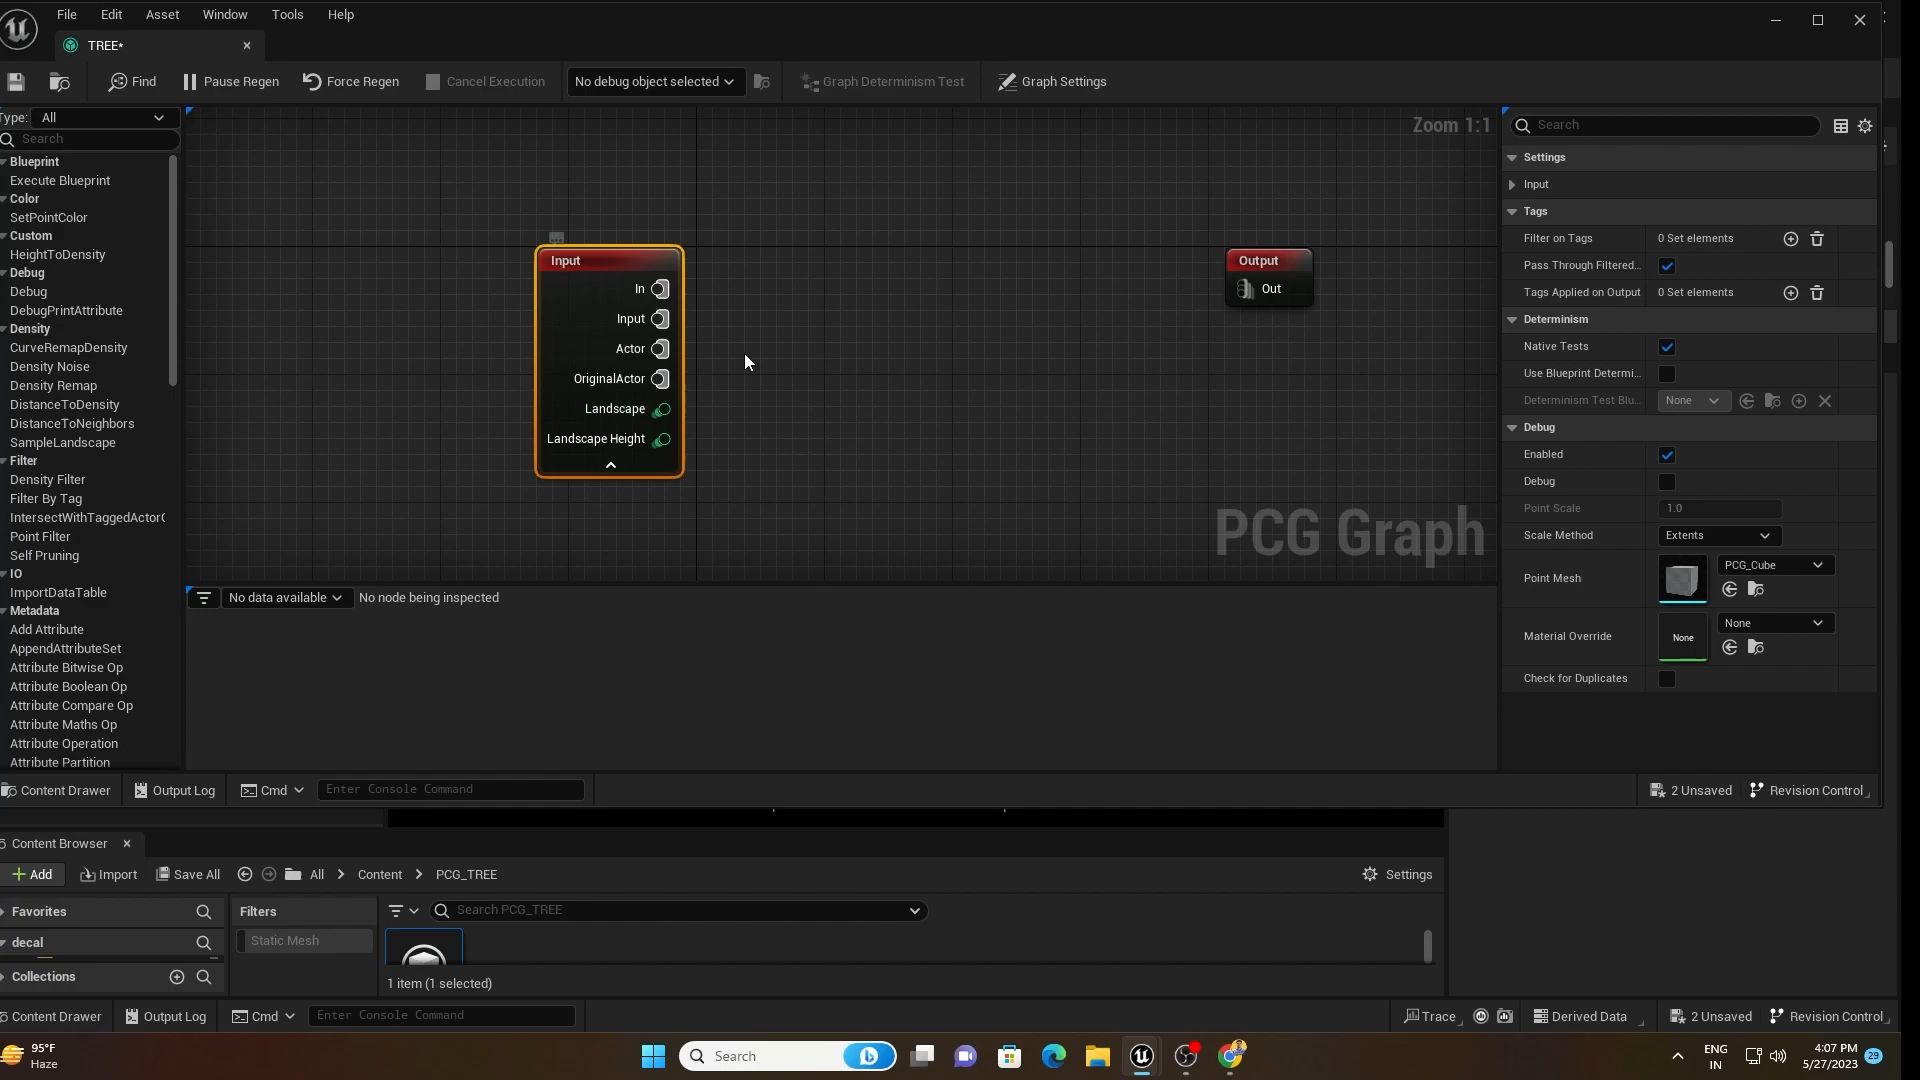 File Edit Asset Window Tools Help
TREE*
Find Pause Regen Force Regen Cancel Execution No debug object selected Graph Determinism Test Graph Settings
Type: All
Search
Blueprint
Execute Blueprint
Color
SetPointColor
Custom
HeightToDensity
Debug
Debug
DebugPrintAttribute
Density
CurveRemapDensity
Density Noise
Density Remap
DistanceToDensity
DistanceToNeighbors
SampleLandscape
Filter
Density Filter
Filter By Tag
IntersectWithTaggedActor
Point Filter
Self Pruning
IO
ImportDataTable
Metadata
Add Attribute
AppendAttributeSet
Attribute Bitwise Op
Attribute Boolean Op
Attribute Compare Op
Attribute Maths Op
Attribute Operation
Attribute Partition
Zoom 1:1
Input
In
Input
Actor
OriginalActor
Landscape
Landscape Height
Output
Out
PCG Graph
No data available No node being inspected
Search
Settings
Input
Tags
Filter on Tags 0 Set elements
Pass Through Filtered...
Tags Applied on Output 0 Set elements
Determinism
Native Tests
Use Blueprint Determi...
Determinism Test Blu... None
Debug
Enabled
Debug
Point Scale 1.0
Scale Method Extents
Point Mesh PCG_Cube
Material Override None None
Check for Duplicates
Content Drawer Output Log Cmd Enter Console Command 2 Unsaved Revision Control
Content Browser
Add Import Save All All Content PCG_TREE Settings
Favorites Filters Search PCG_TREE
decal Static Mesh
Collections 1 item (1 selected)
Content Drawer Output Log Cmd Enter Console Command Trace Derived Data 2 Unsaved Revision Control
95°F
Haze
Search
ENG
IN
4:07 PM
5/27/2023
29